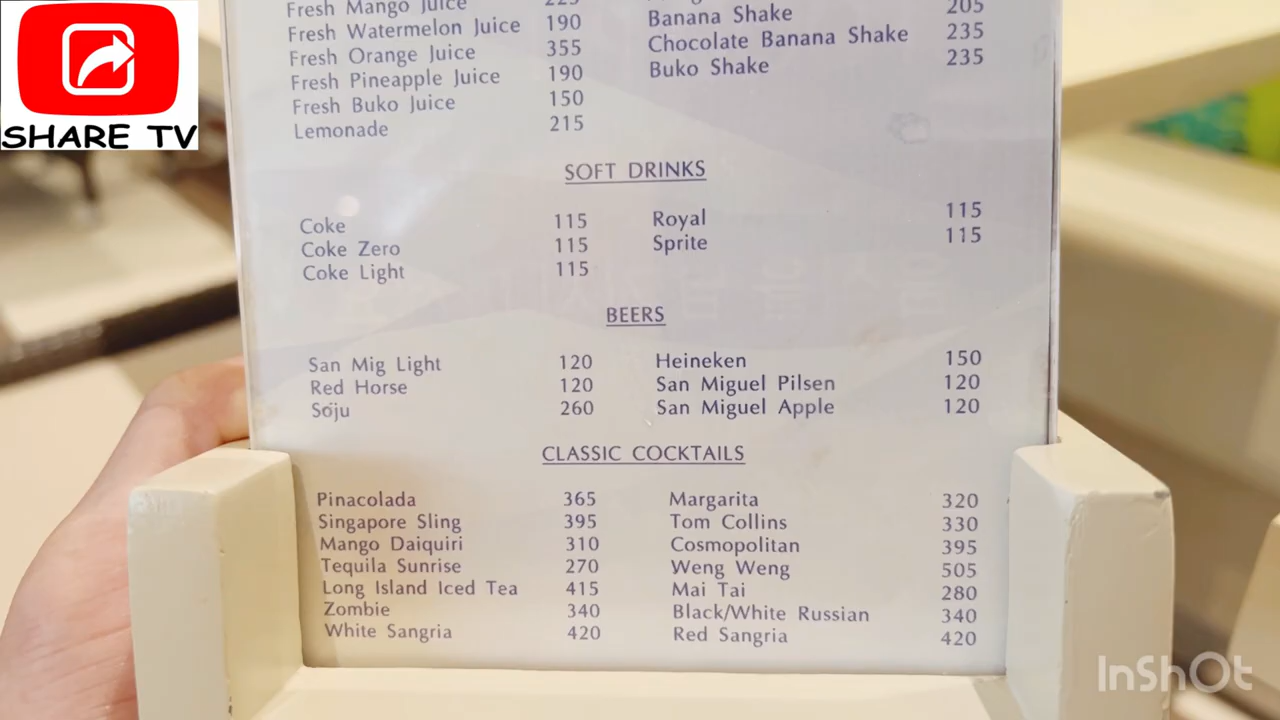 SHARE TV
Fresh Mango Juice 225
Fresh Watermelon Juice 190
Fresh Orange Juice 355
Fresh Pineapple Juice 190
Fresh Buko Juice 150
Lemonade 215
205
Banana Shake 235
Chocolate Banana Shake 235
Buko Shake
SOFT DRINKS
Coke 115
Coke Zero 115
Coke Light 115
Royal 115
Sprite 115
BEERS
San Mig Light 120
Red Horse 120
Soju 260
Heineken 150
San Miguel Pilsen 120
San Miguel Apple 120
CLASSIC COCKTAILS
Pinacolada 365
Singapore Sling 395
Mango Daiquiri 310
Tequila Sunrise 270
Long Island Iced Tea 415
Zombie 340
White Sangria 420
Margarita 320
Tom Collins 330
Cosmopolitan 395
Weng Weng 505
Mai Tai 280
Black/White Russian 340
Red Sangria 420
InShOt